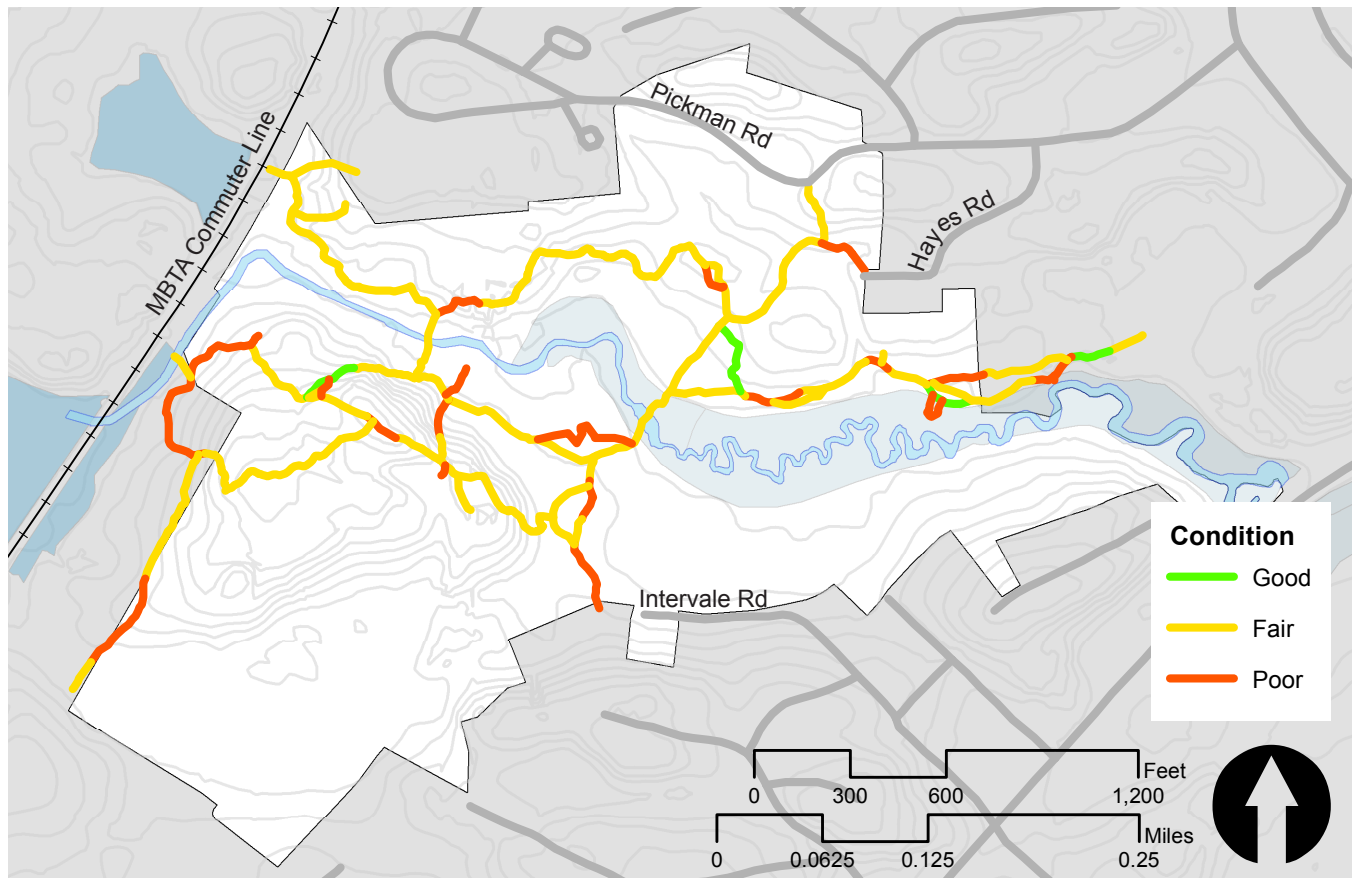 Pickman Rd
MBTA Commuter Line
Hayes Rd
Intervale Rd
Condition
Good
Fair
Poor
Feet
0 300 600 1,200
Miles
0 0.0625 0.125 0.25